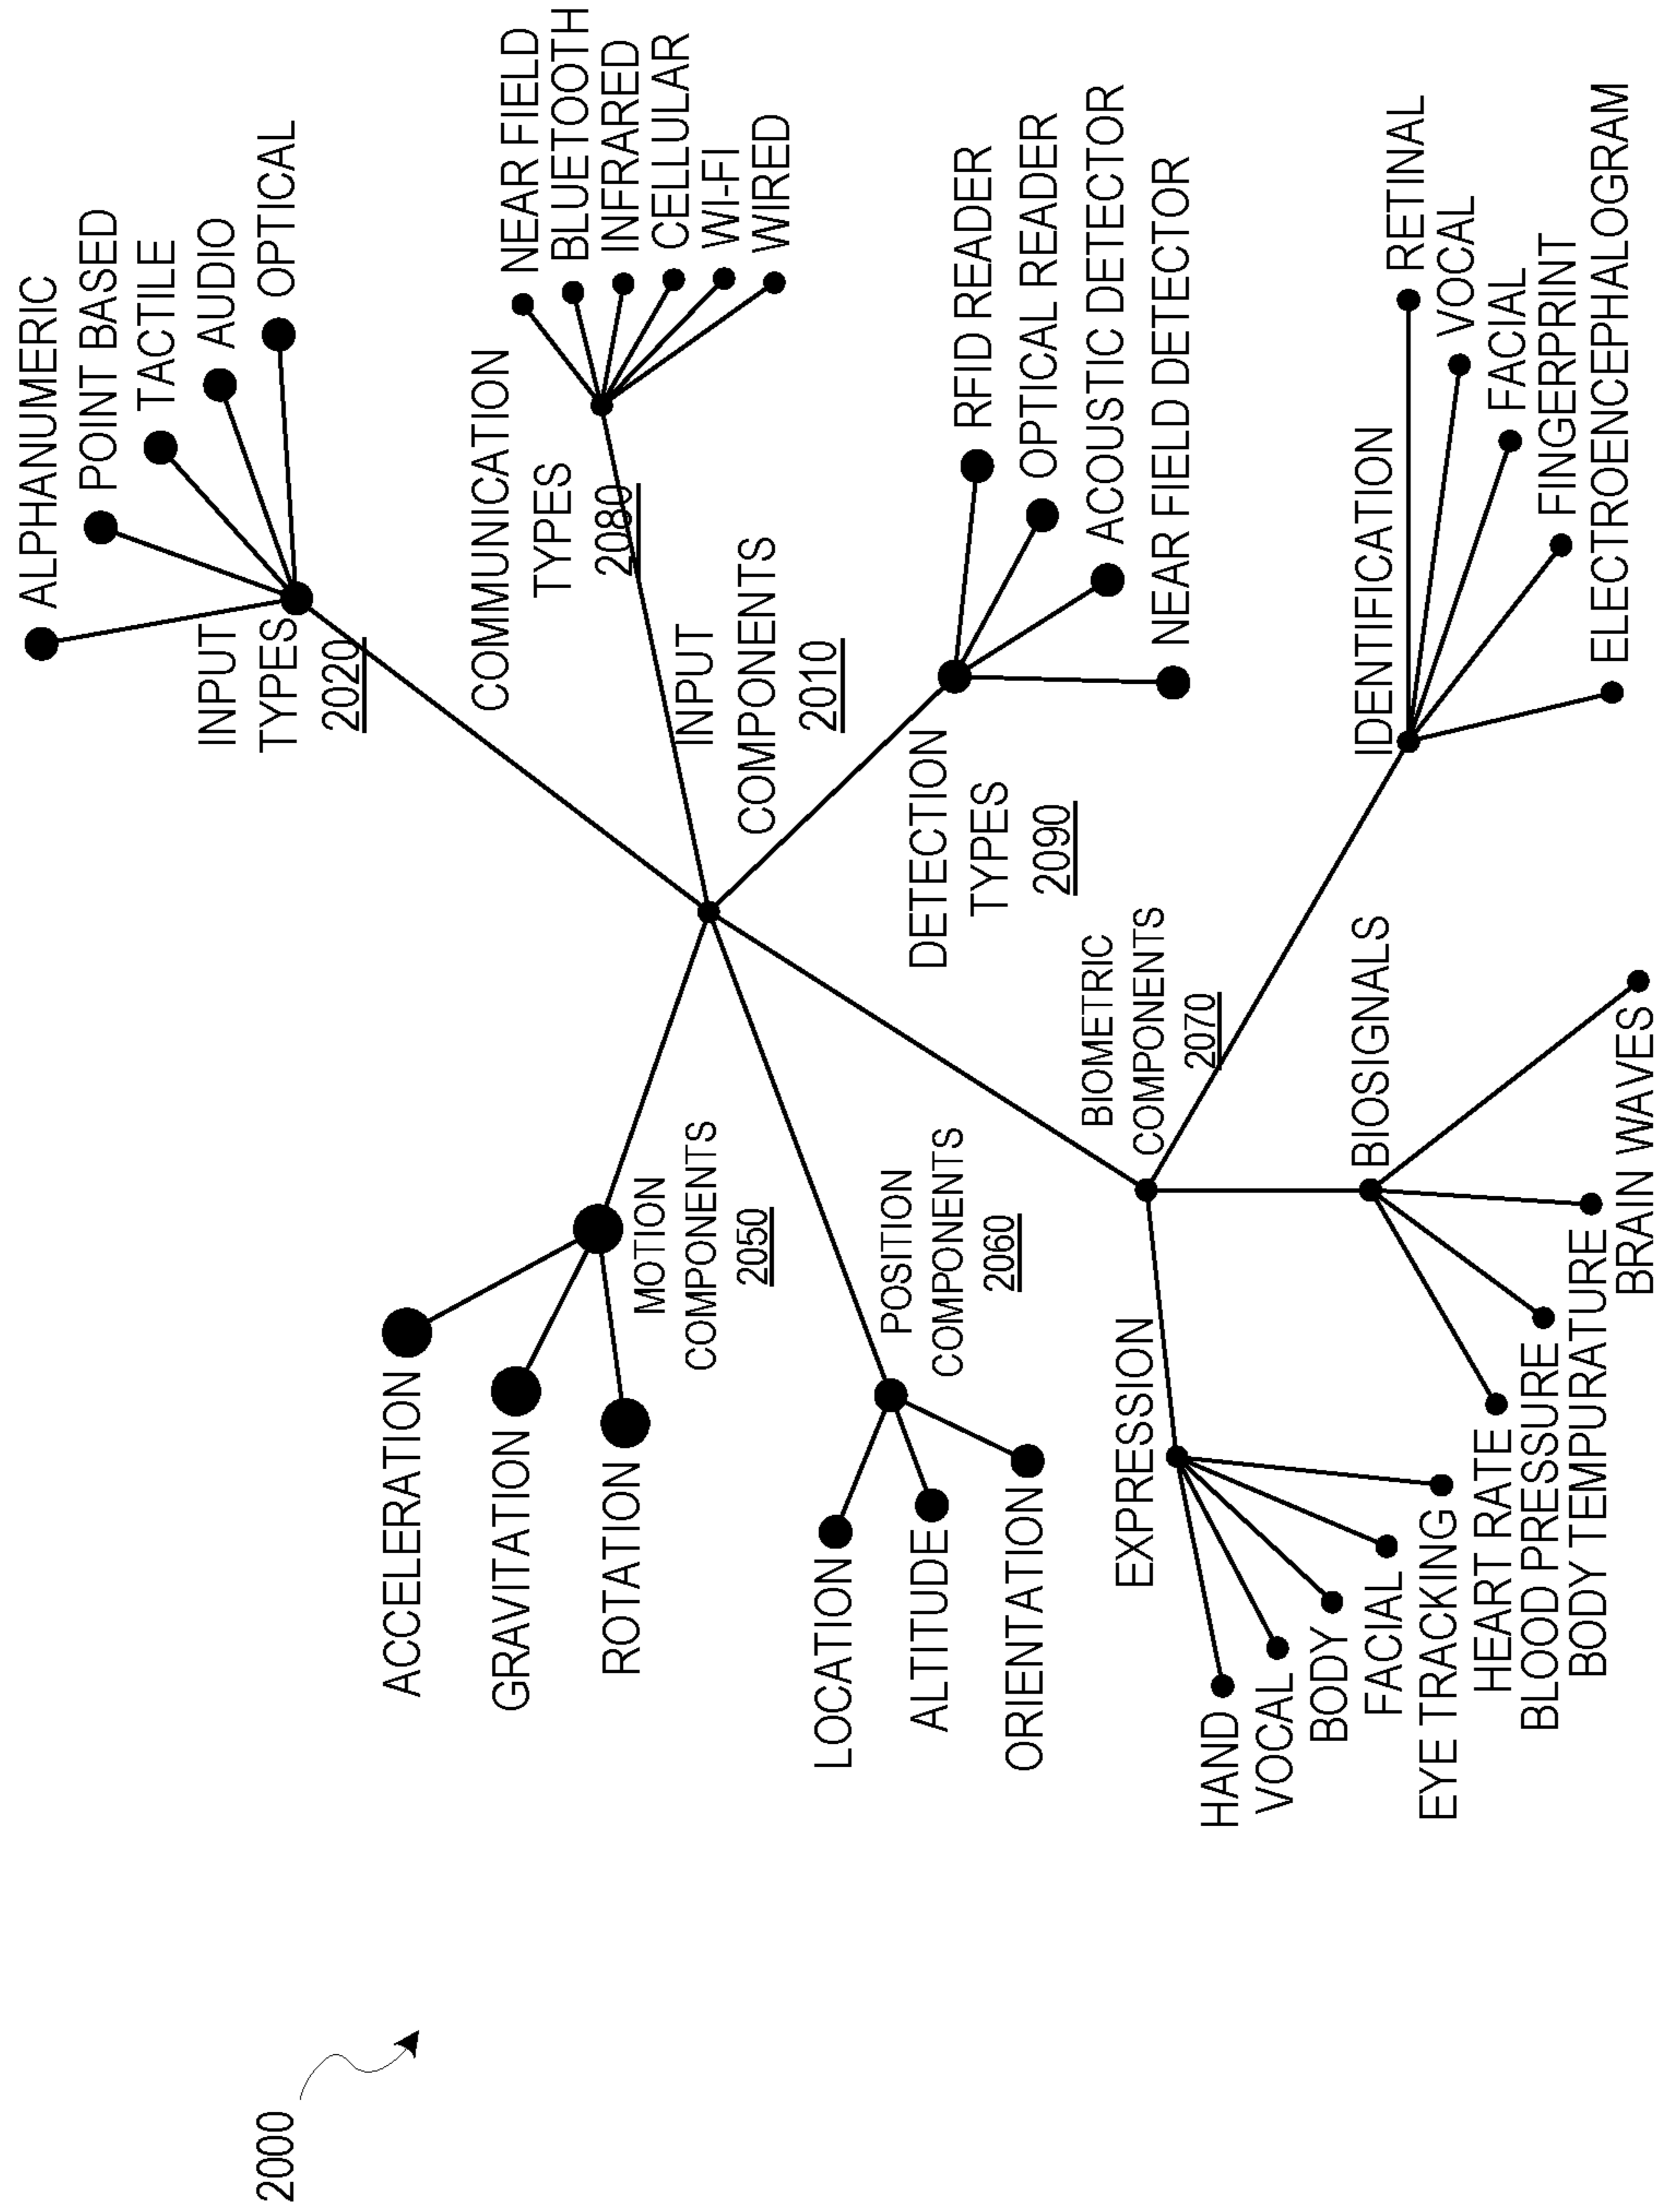 2000
ACCELERATION
GRAVITATION
ROTATION
MOTION
COMPONENTS
2050
LOCATION
ALTITUDE
ORIENTATION
POSITION
COMPONENTS
2060
INPUT
COMPONENTS
2010
ALPHANUMERIC
POINT BASED
TACTILE
AUDIO
OPTICAL
INPUT
TYPES
2020
COMMUNICATION
TYPES
2080
NEAR FIELD
BLUETOOTH
INFRARED
CELLULAR
WI-FI
WIRED
DETECTION
TYPES
2090
RFID READER
OPTICAL READER
ACOUSTIC DETECTOR
NEAR FIELD DETECTOR
BIOMETRIC
COMPONENTS
2070
EXPRESSION
HAND
VOCAL
BODY
FACIAL
EYE TRACKING
BIOSIGNALS
HEART RATE
BLOOD PRESSURE
BODY TEMPURATURE
BRAIN WAVES
IDENTIFICATION
RETINAL
VOCAL
FACIAL
FINGERPRINT
ELECTROENCEPHALOGRAM